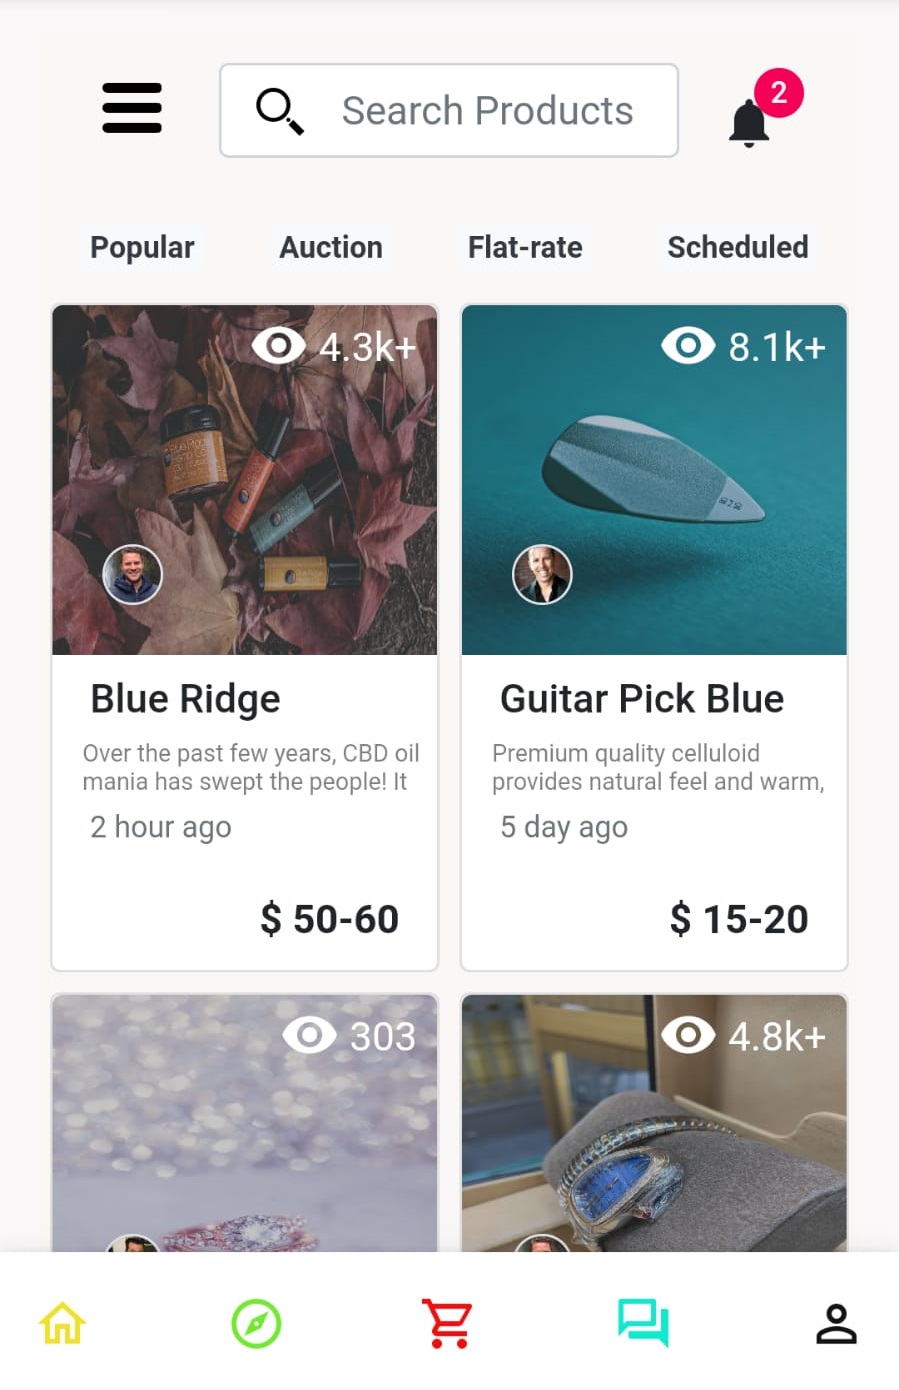 Search Products
2
Popular
Auction
Flat-rate
Scheduled
4.3k+
8.1k+
Blue Ridge
Over the past few years, CBD oil
mania has swept the people! It
2 hour ago
$ 50-60
Guitar Pick Blue
Premium quality celluloid
provides natural feel and warm,
5 day ago
$ 15-20
303
4.8k+